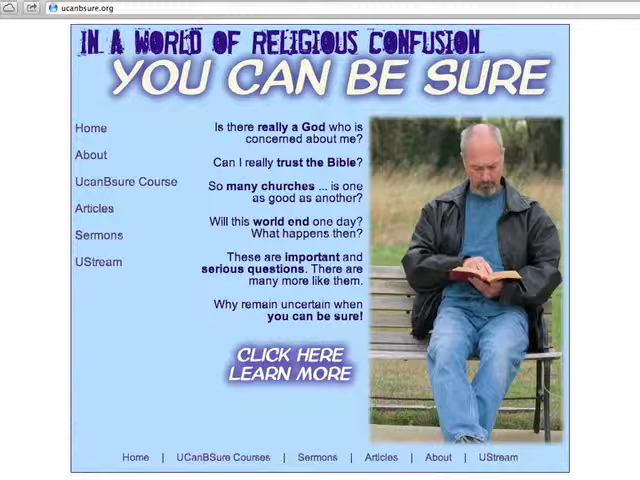 ucanbsure.org
IN A WORLD OF RELIGIOUS CONFUSION
YOU CAN BE SURE
Home
About
UcanBsure Course
Articles
Sermons
UStream
Is there really a God who is
concerned about me?
Can I really trust the Bible?
So many churches ... is one
as good as another?
Will this world end one day?
What happens then?
These are important and
serious questions. There are
many more like them.
Why remain uncertain when
you can be sure!
CLICK HERE
LEARN MORE
Home | UCanBSure Courses | Sermons | Articles | About | UStream